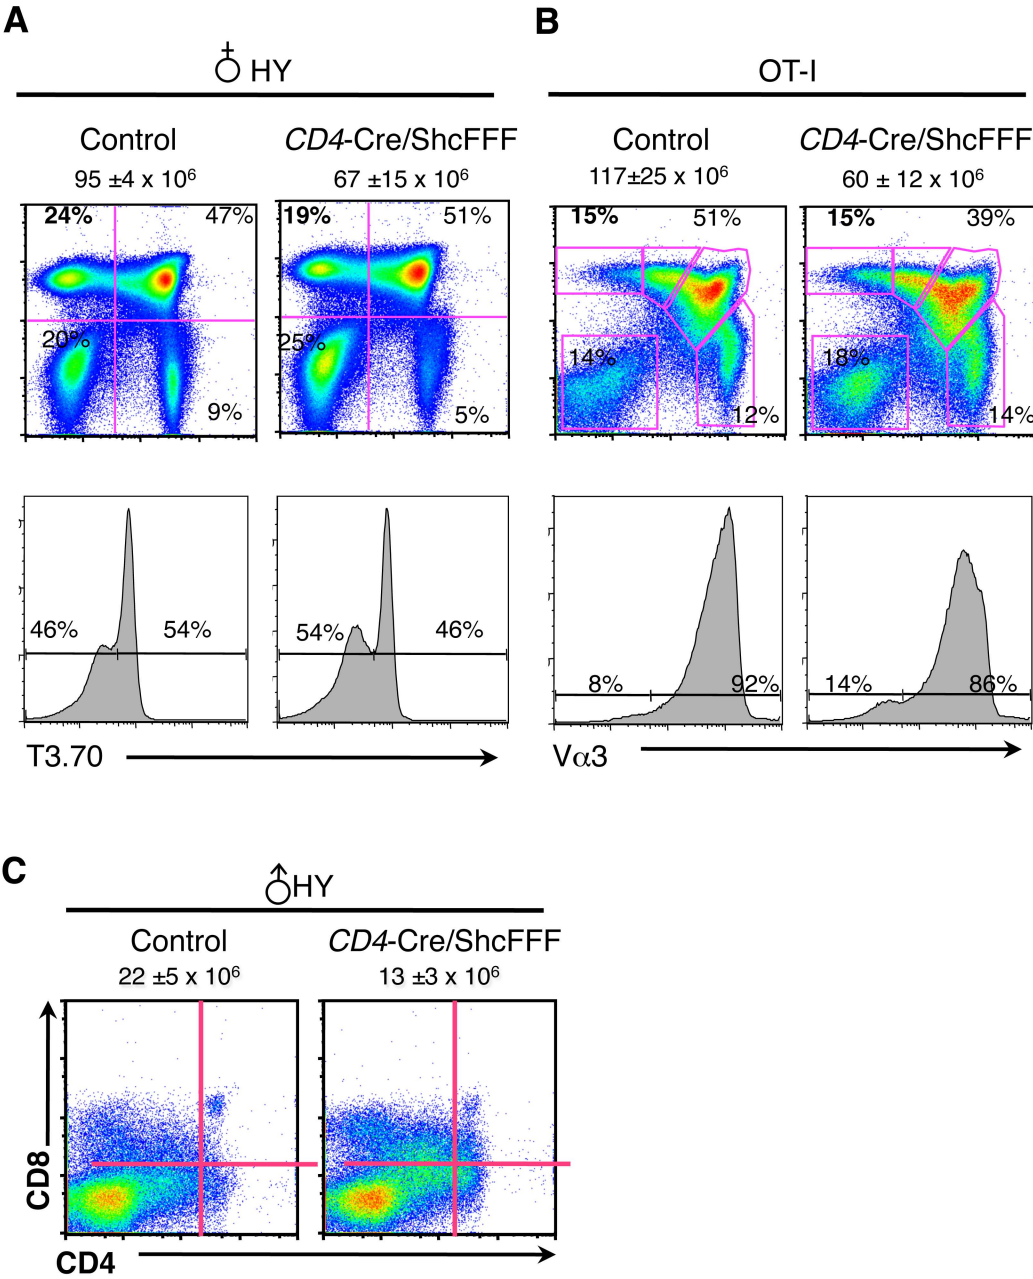 A
♀ HY
Control
CD4-Cre/ShcFFF
95 ±4 x 10⁶
67 ±15 x 10⁶
24%
47%
20%
9%
19%
51%
25%
5%
46%
54%
54%
46%
T3.70
B
OT-I
Control
CD4-Cre/ShcFFF
117±25 x 10⁶
60 ± 12 x 10⁶
15%
51%
14%
12%
15%
39%
18%
14%
8%
92%
14%
86%
Vα3
C
♂HY
Control
CD4-Cre/ShcFFF
22 ±5 x 10⁶
13 ±3 x 10⁶
CD8
CD4